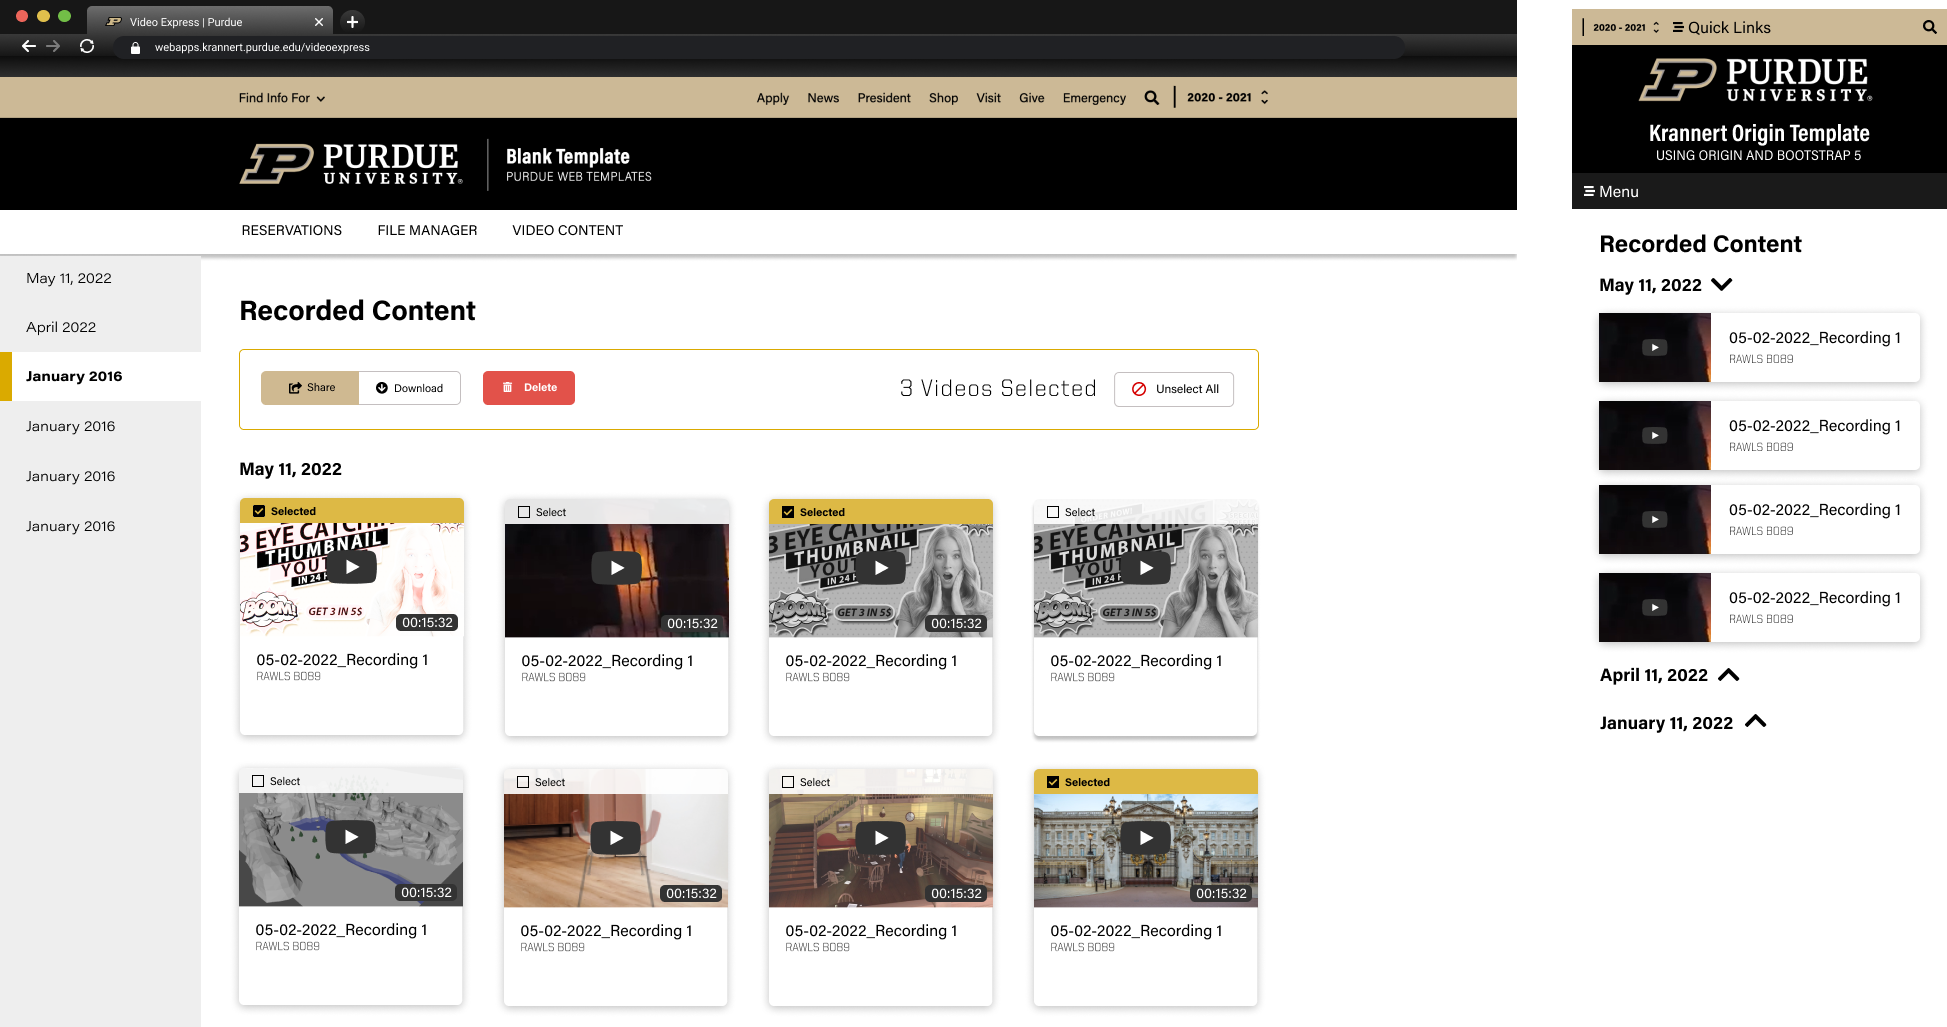 Video Express | Purdue
webapps.krannert.purdue.edu/videoexpress
Find Info For
Apply News President Shop Visit Give Emergency 2020 - 2021
PURDUE
UNIVERSITY®
Blank Template
PURDUE WEB TEMPLATES
RESERVATIONS FILE MANAGER VIDEO CONTENT
May 11, 2022
April 2022
January 2016
January 2016
January 2016
January 2016
Recorded Content
Share Download Delete 3 Videos Selected Unselect All
May 11, 2022
Selected
3 EYE CATCHING
THUMBNAIL
IN 24
BOOM!
GET 3 IN 5$
00:15:32
05-02-2022_Recording 1
RAWLS B089
Select
00:15:32
05-02-2022_Recording 1
RAWLS B089
Selected
3 EYE CATCHING
THUMBNAIL
IN 24
BOOM!
GET 3 IN 5$
00:15:32
05-02-2022_Recording 1
RAWLS B089
Select
3 EYE CATCHING
THUMBNAIL
IN 24
BOOM!
GET 3 IN 5$
05-02-2022_Recording 1
RAWLS B089
Select
00:15:32
05-02-2022_Recording 1
RAWLS B089
Select
00:15:32
05-02-2022_Recording 1
RAWLS B089
Select
00:15:32
05-02-2022_Recording 1
RAWLS B089
Selected
00:15:32
05-02-2022_Recording 1
RAWLS B089
2020 - 2021 Quick Links
PURDUE
UNIVERSITY®
Krannert Origin Template
USING ORIGIN AND BOOTSTRAP 5
Menu
Recorded Content
May 11, 2022
05-02-2022_Recording 1
RAWLS B089
05-02-2022_Recording 1
RAWLS B089
05-02-2022_Recording 1
RAWLS B089
05-02-2022_Recording 1
RAWLS B089
April 11, 2022
January 11, 2022